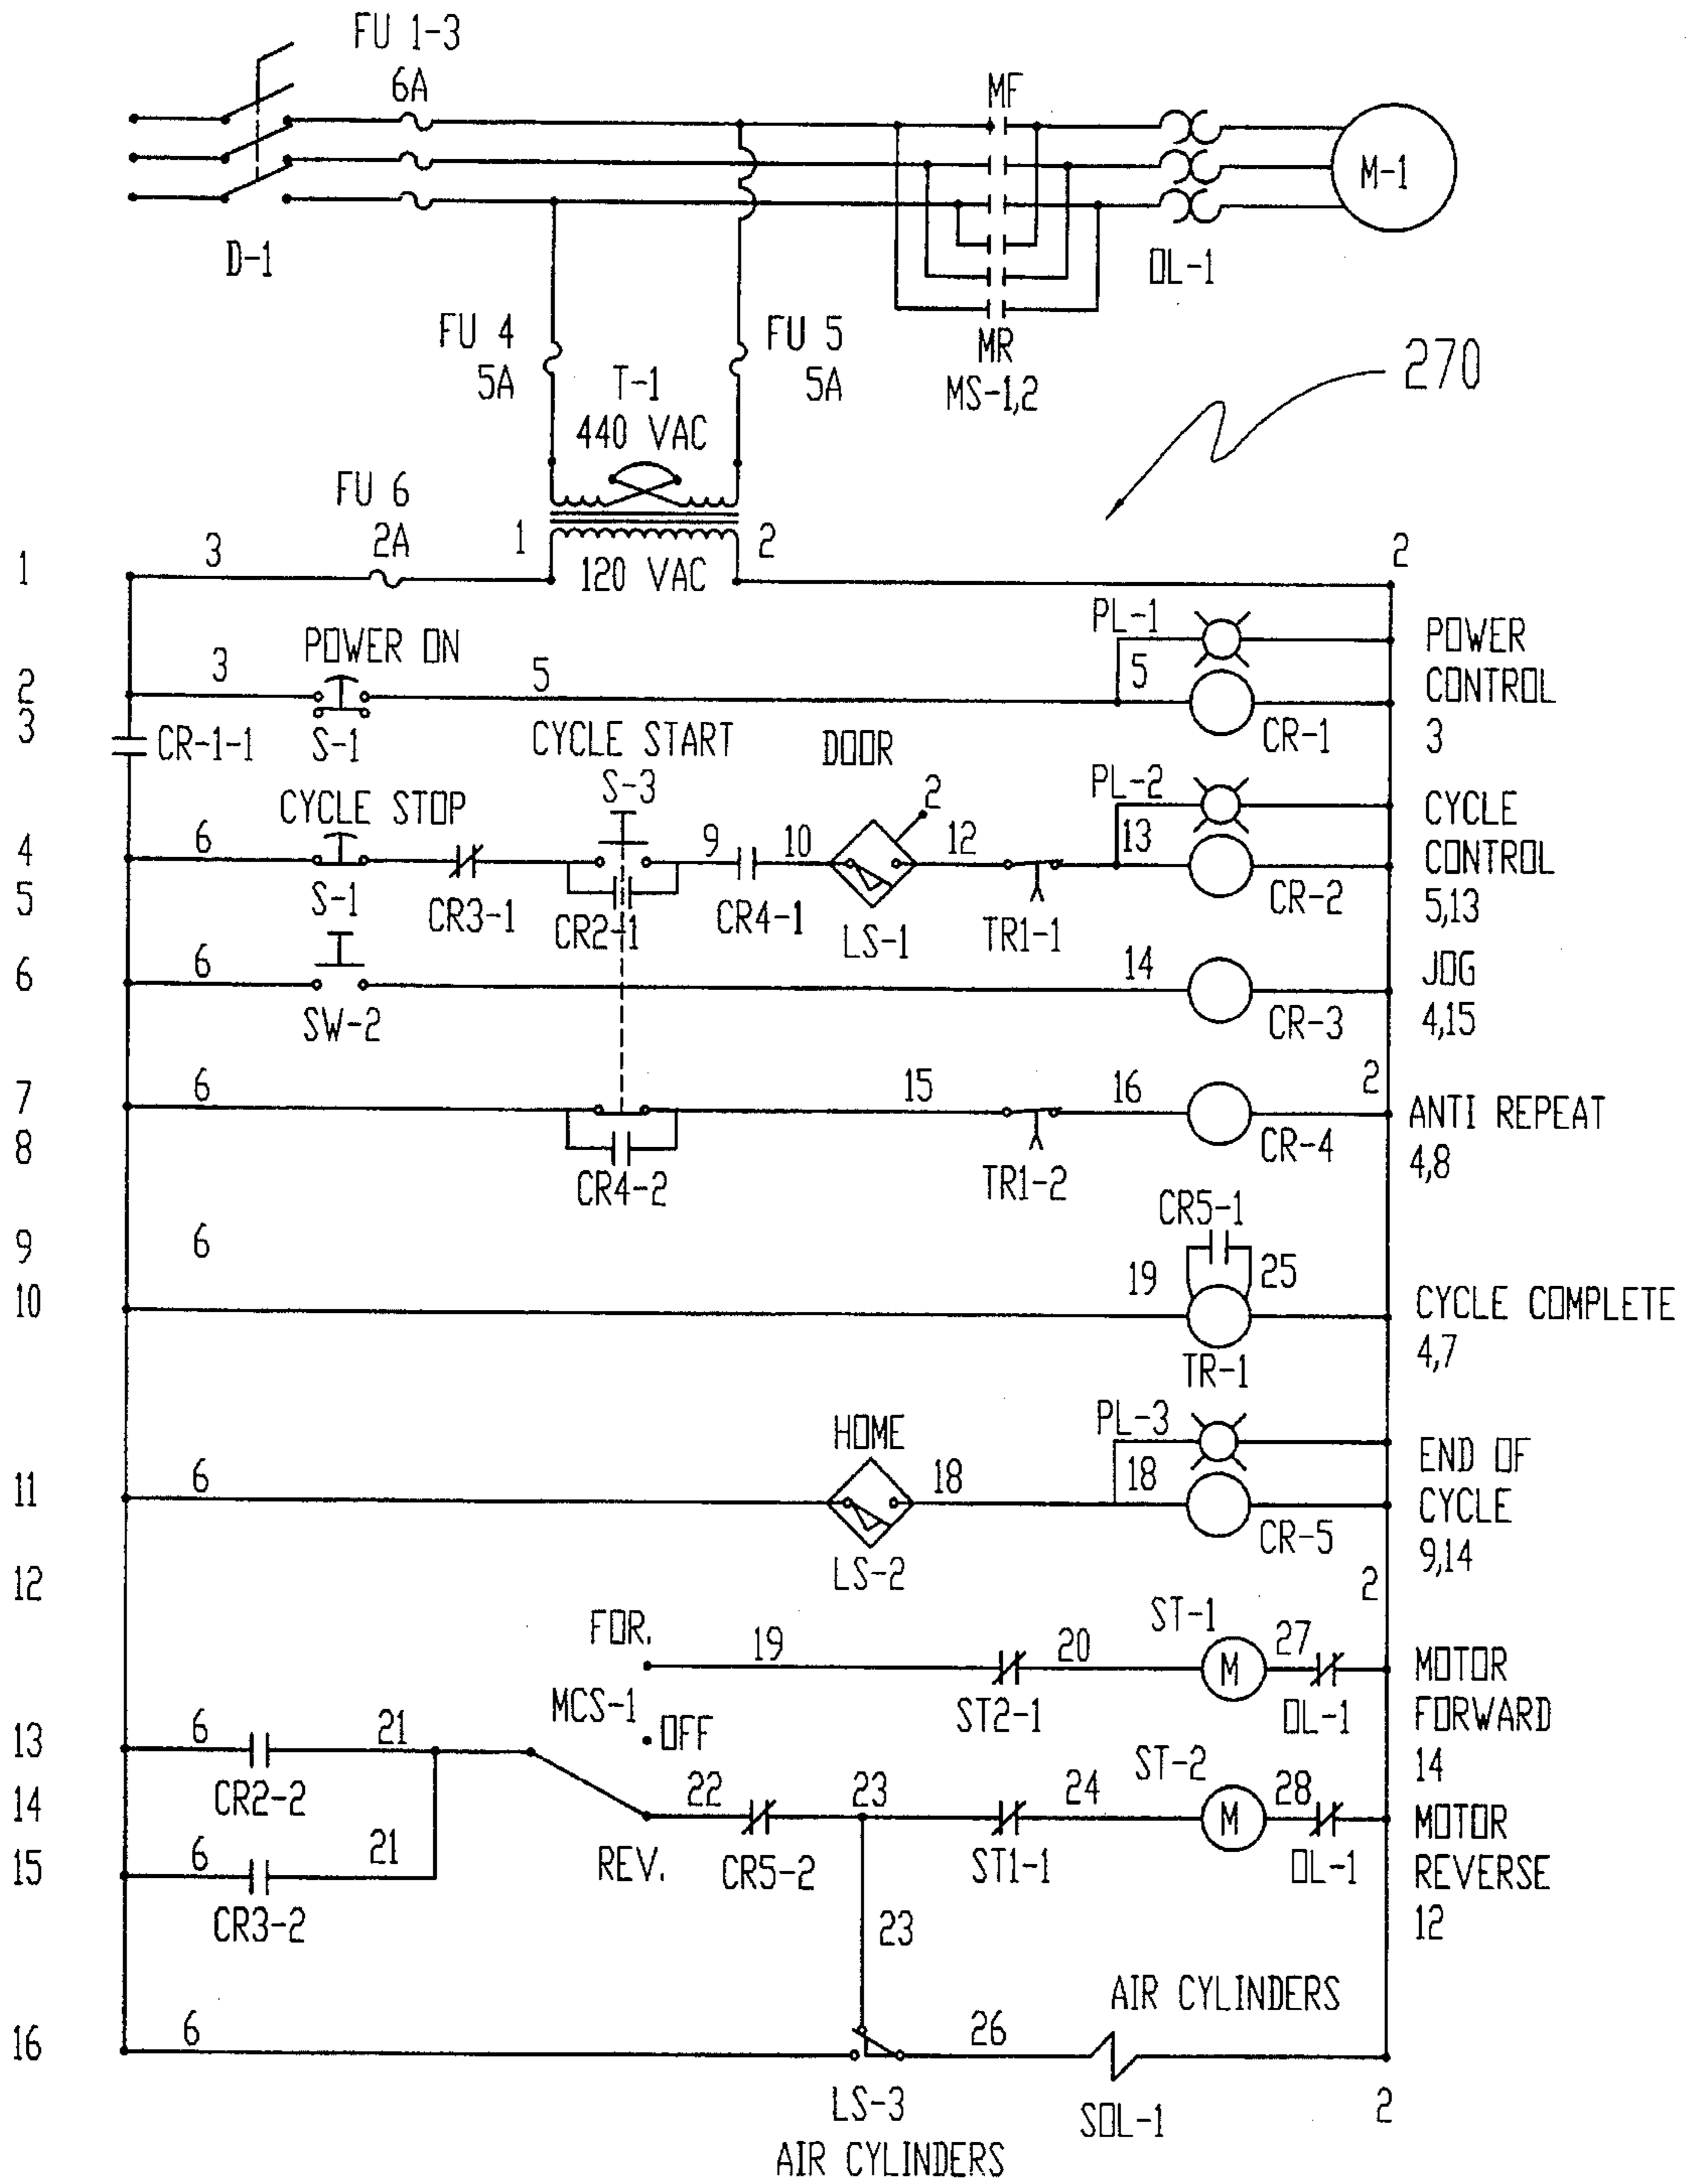 FU 1-3
6A
MF
M-1
D-1
OL-1
FU 4
5A
FU 5
5A
MR
MS-1,2
270
T-1
440 VAC
FU 6
2A
1
2
1
3
120 VAC
2
PL-1
POWER
CONTROL
3
POWER ON
2
3
5
5
3
CR-1-1
S-1
CR-1
CYCLE START
DOOR
S-3
2
PL-2
CYCLE
CONTROL
5,13
CYCLE STOP
4
6
9
10
12
13
5
S-1
CR3-1
CR2-1
CR4-1
LS-1
TR1-1
CR-2
6
6
14
JOG
4,15
SW-2
CR-3
7
6
15
16
2
ANTI REPEAT
4,8
8
CR4-2
TR1-2
CR-4
CR5-1
9
6
10
19
25
CYCLE COMPLETE
4,7
TR-1
HOME
PL-3
END OF
CYCLE
9,14
11
6
18
18
LS-2
CR-5
12
2
FOR.
19
20
ST-1
27
MOTOR
FORWARD
14
MCS-1
OFF
ST2-1
OL-1
13
6
21
CR2-2
ST-2
14
22
23
24
28
MOTOR
REVERSE
12
M
M
15
6
21
REV.
CR5-2
ST1-1
OL-1
CR3-2
23
AIR CYLINDERS
16
6
26
LS-3
SOL-1
2
AIR CYLINDERS